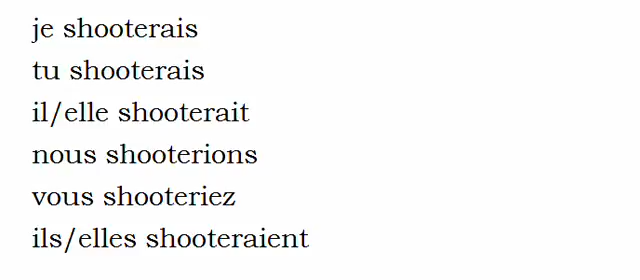 je shooterais
tu shooterais
il/elle shooterait
nous shooterions
vous shooteriez
ils/elles shooteraient